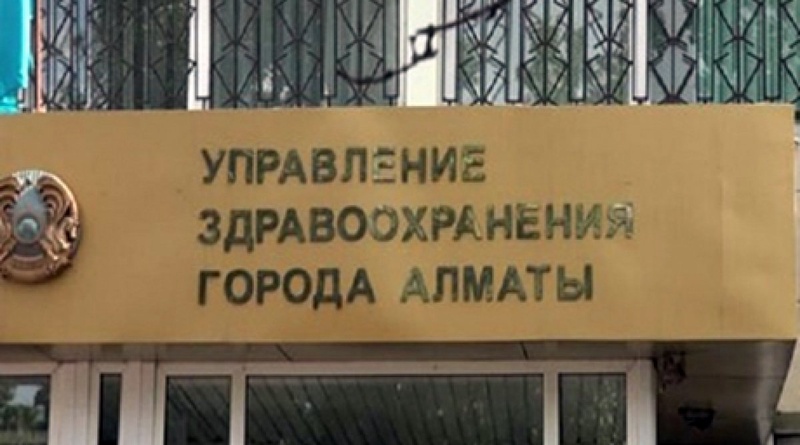 УПРАВЛЕНИЕ
ЗДРАВООХРАНЕНИЯ
ГОРОДА АЛМАТЫ